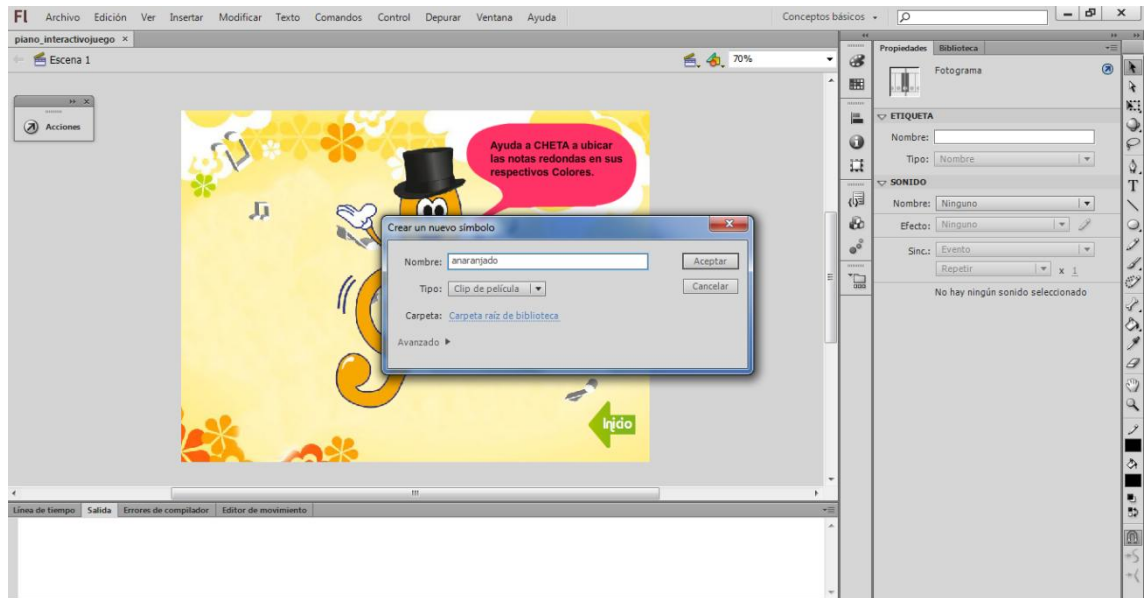 Fl Archivo Edición Ver Insertar Modificar Texto Comandos Control Depurar Ventana Ayuda Conceptos básicos
piano_interactivojuego ×
Escena 1 70%
Acciones
Ayuda a CHETA a ubicar
las notas redondas en sus
respectivos Colores.
Crear un nuevo símbolo
Nombre: anaranjado Aceptar
Tipo: Clip de película Cancelar
Carpeta: Carpeta raíz de biblioteca
Avanzado
Inicio
Línea de tiempo Salida Errores de compilador Editor de movimiento
Propiedades Biblioteca
Fotograma
ETIQUETA
Nombre:
Tipo: Nombre
SONIDO
Nombre: Ninguno
Efecto: Ninguno
Sinc.: Evento
Repetir x 1
No hay ningún sonido seleccionado